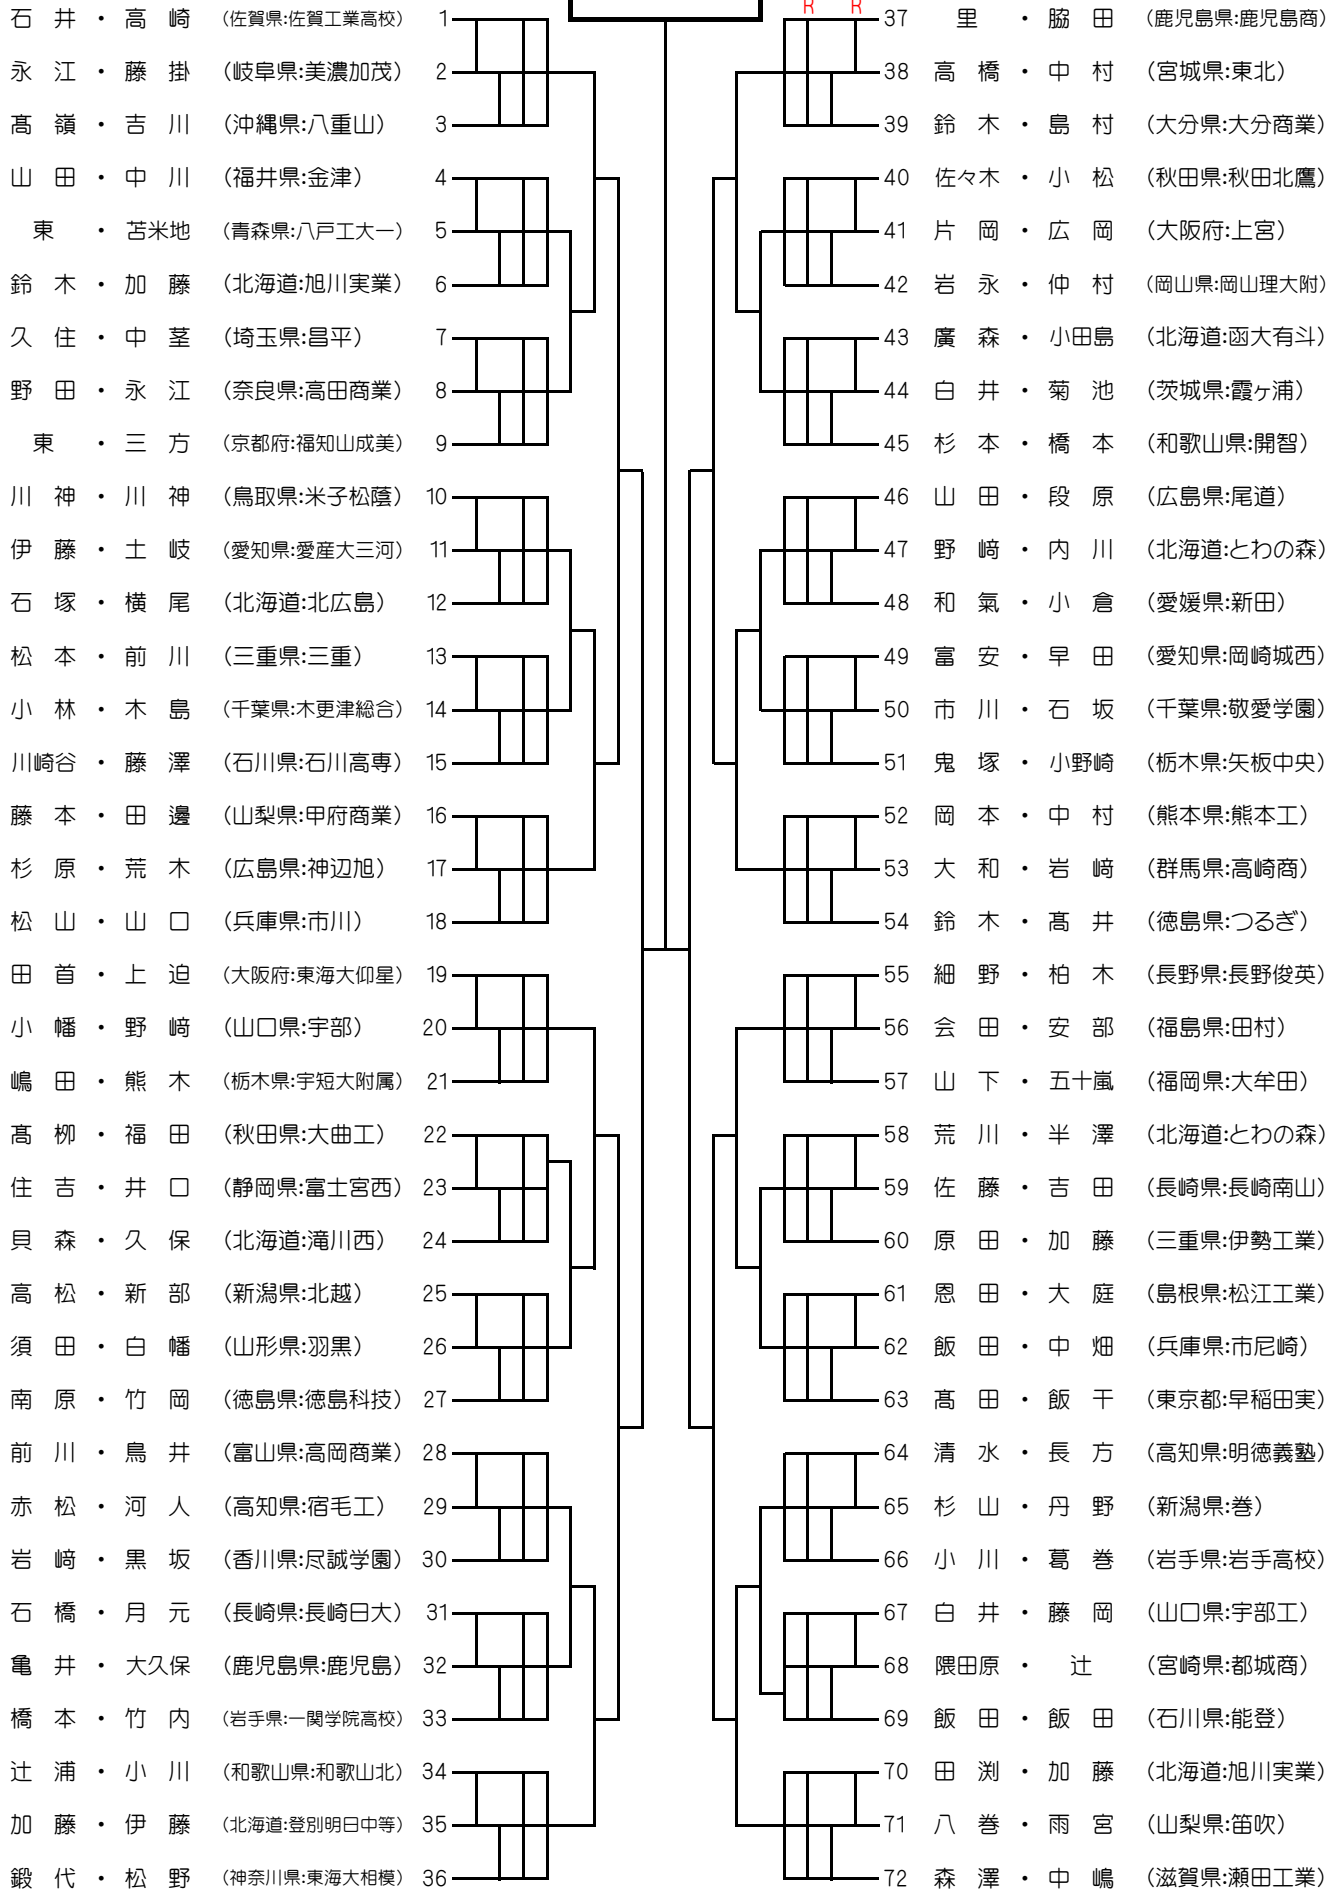 R R
石井・高崎 (佐賀県:佐賀工業高校) 1
永江・藤掛 (岐阜県:美濃加茂) 2
髙嶺・吉川 (沖縄県:八重山) 3
山田・中川 (福井県:金津) 4
東・苫米地 (青森県:八戸工大一) 5
鈴木・加藤 (北海道:旭川実業) 6
久住・中茎 (埼玉県:昌平) 7
野田・永江 (奈良県:高田商業) 8
東・三方 (京都府:福知山成美) 9
川神・川神 (鳥取県:米子松蔭) 10
伊藤・土岐 (愛知県:愛産大三河) 11
石塚・横尾 (北海道:北広島) 12
松本・前川 (三重県:三重) 13
小林・木島 (千葉県:木更津総合) 14
川崎谷・藤澤 (石川県:石川高専) 15
藤本・田邊 (山梨県:甲府商業) 16
杉原・荒木 (広島県:神辺旭) 17
松山・山口 (兵庫県:市川) 18
田首・上迫 (大阪府:東海大仰星) 19
小幡・野﨑 (山口県:宇部) 20
嶋田・熊木 (栃木県:宇短大附属) 21
髙栁・福田 (秋田県:大曲工) 22
住吉・井口 (静岡県:富士宮西) 23
貝森・久保 (北海道:滝川西) 24
高松・新部 (新潟県:北越) 25
須田・白幡 (山形県:羽黒) 26
南原・竹岡 (徳島県:徳島科技) 27
前川・鳥井 (富山県:高岡商業) 28
赤松・河人 (高知県:宿毛工) 29
岩﨑・黒坂 (香川県:尽誠学園) 30
石橋・月元 (長崎県:長崎日大) 31
亀井・大久保 (鹿児島県:鹿児島) 32
橋本・竹内 (岩手県:一関学院高校) 33
辻浦・小川 (和歌山県:和歌山北) 34
加藤・伊藤 (北海道:登別明日中等) 35
鍛代・松野 (神奈川県:東海大相模) 36
37 里・脇田 (鹿児島県:鹿児島商)
38 高橋・中村 (宮城県:東北)
39 鈴木・島村 (大分県:大分商業)
40 佐々木・小松 (秋田県:秋田北鷹)
41 片岡・広岡 (大阪府:上宮)
42 岩永・仲村 (岡山県:岡山理大附)
43 廣森・小田島 (北海道:函大有斗)
44 白井・菊池 (茨城県:霞ヶ浦)
45 杉本・橋本 (和歌山県:開智)
46 山田・段原 (広島県:尾道)
47 野﨑・内川 (北海道:とわの森)
48 和氣・小倉 (愛媛県:新田)
49 富安・早田 (愛知県:岡崎城西)
50 市川・石坂 (千葉県:敬愛学園)
51 鬼塚・小野崎 (栃木県:矢板中央)
52 岡本・中村 (熊本県:熊本工)
53 大和・岩﨑 (群馬県:高崎商)
54 鈴木・髙井 (徳島県:つるぎ)
55 細野・柏木 (長野県:長野俊英)
56 会田・安部 (福島県:田村)
57 山下・五十嵐 (福岡県:大牟田)
58 荒川・半澤 (北海道:とわの森)
59 佐藤・吉田 (長崎県:長崎南山)
60 原田・加藤 (三重県:伊勢工業)
61 恩田・大庭 (島根県:松江工業)
62 飯田・中畑 (兵庫県:市尼崎)
63 髙田・飯干 (東京都:早稲田実)
64 清水・長方 (高知県:明徳義塾)
65 杉山・丹野 (新潟県:巻)
66 小川・葛巻 (岩手県:岩手高校)
67 白井・藤岡 (山口県:宇部工)
68 隈田原・辻 (宮崎県:都城商)
69 飯田・飯田 (石川県:能登)
70 田渕・加藤 (北海道:旭川実業)
71 八巻・雨宮 (山梨県:笛吹)
72 森澤・中嶋 (滋賀県:瀬田工業)